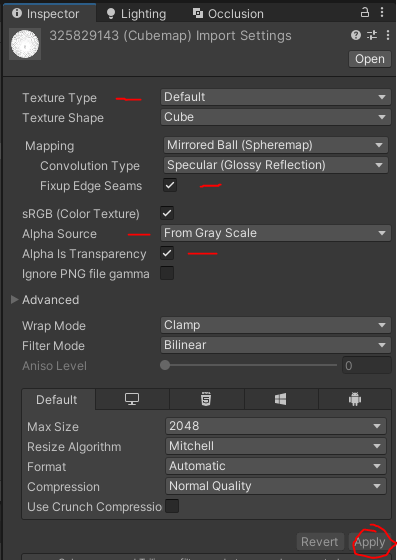 Inspector Lighting Occlusion
325829143 (Cubemap) Import Settings
Open
Texture Type Default
Texture Shape Cube
Mapping Mirrored Ball (Spheremap)
Convolution Type Specular (Glossy Reflection)
Fixup Edge Seams
sRGB (Color Texture)
Alpha Source From Gray Scale
Alpha Is Transparency
Ignore PNG file gamma
Advanced
Wrap Mode Clamp
Filter Mode Bilinear
Aniso Level 0
Default
Max Size 2048
Resize Algorithm Mitchell
Format Automatic
Compression Normal Quality
Use Crunch Compressio
Revert Apply